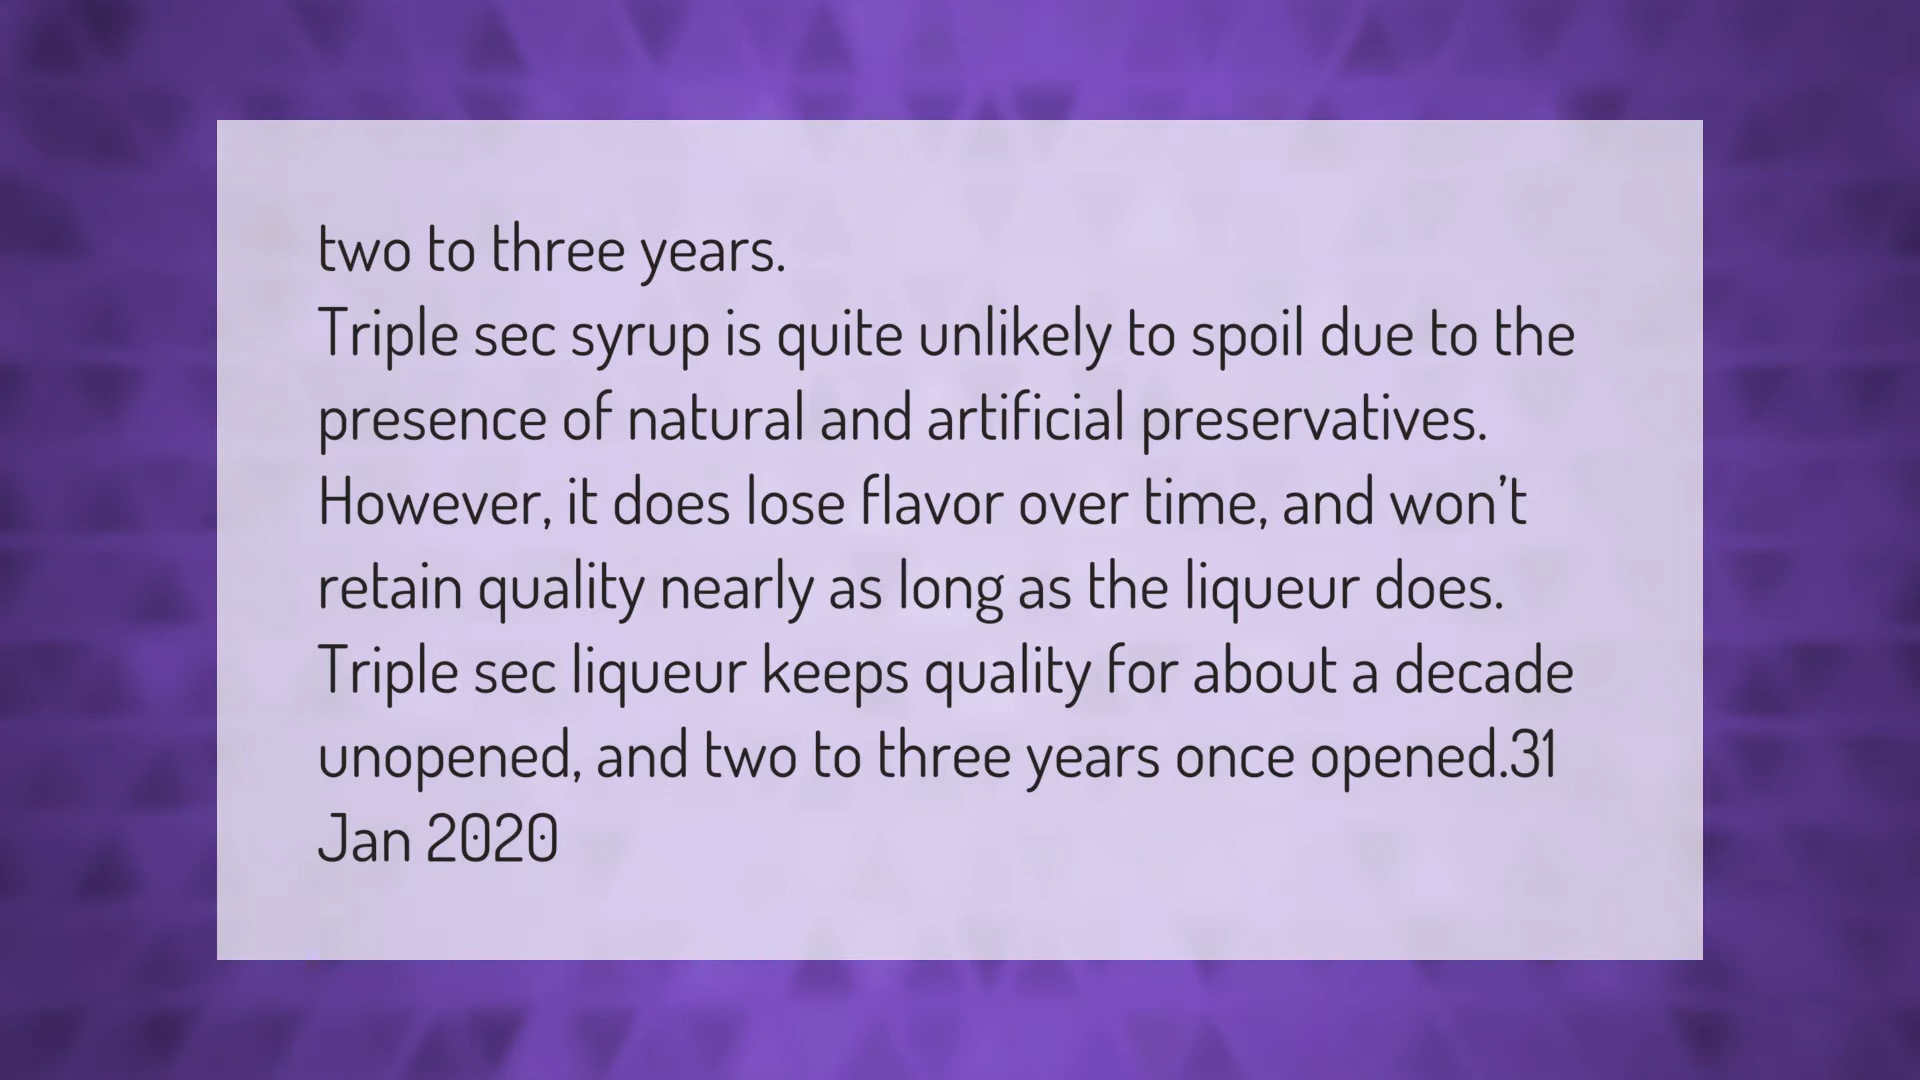 two to three years.
Triple sec syrup is quite unlikely to spoil due to the
presence of natural and artificial preservatives.
However, it does lose flavor over time, and won’t
retain quality nearly as long as the liqueur does.
Triple sec liqueur keeps quality for about a decade
unopened, and two to three years once opened.31
Jan 2020